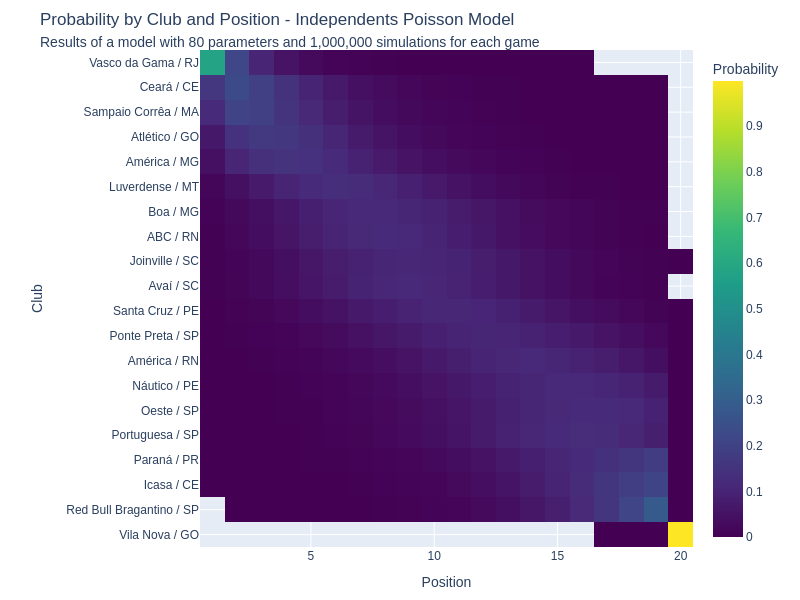 Probability by Club and Position - Independents Poisson Model
Results of a model with 80 parameters and 1,000,000 simulations for each game
Probability
Vasco da Gama / RJ
Ceará / CE
Sampaio Corrêa / MA
Atlético / GO
América / MG
Luverdense / MT
Boa / MG
ABC / RN
Joinville / SC
Avaí / SC
Santa Cruz / PE
Ponte Preta / SP
América / RN
Náutico / PE
Oeste / SP
Portuguesa / SP
Paraná / PR
Icasa / CE
Red Bull Bragantino / SP
Vila Nova / GO
Club
5
10
15
20
Position
0.9
0.8
0.7
0.6
0.5
0.4
0.3
0.2
0.1
0